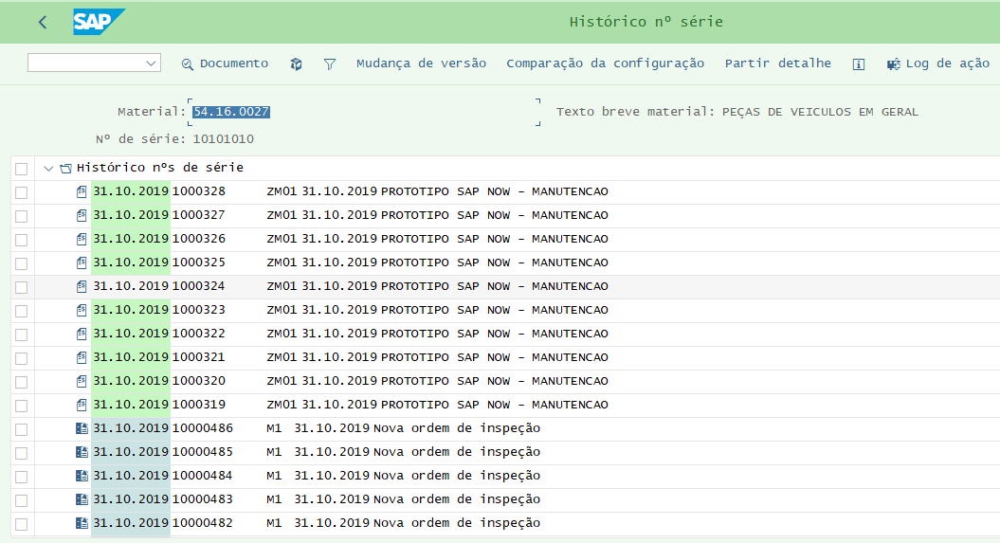 SAP Histórico nº série
Documento Mudança de versão Comparação da configuração Partir detalhe Log de ação
Material: 54.16.0027 Texto breve material: PEÇAS DE VEICULOS EM GERAL
Nº de série: 10101010
Histórico nºs de série
31.10.2019 1000328 ZM01 31.10.2019 PROTOTIPO SAP NOW - MANUTENCAO
31.10.2019 1000327 ZM01 31.10.2019 PROTOTIPO SAP NOW - MANUTENCAO
31.10.2019 1000326 ZM01 31.10.2019 PROTOTIPO SAP NOW - MANUTENCAO
31.10.2019 1000325 ZM01 31.10.2019 PROTOTIPO SAP NOW - MANUTENCAO
31.10.2019 1000324 ZM01 31.10.2019 PROTOTIPO SAP NOW - MANUTENCAO
31.10.2019 1000323 ZM01 31.10.2019 PROTOTIPO SAP NOW - MANUTENCAO
31.10.2019 1000322 ZM01 31.10.2019 PROTOTIPO SAP NOW - MANUTENCAO
31.10.2019 1000321 ZM01 31.10.2019 PROTOTIPO SAP NOW - MANUTENCAO
31.10.2019 1000320 ZM01 31.10.2019 PROTOTIPO SAP NOW - MANUTENCAO
31.10.2019 1000319 ZM01 31.10.2019 PROTOTIPO SAP NOW - MANUTENCAO
31.10.2019 10000486 M1 31.10.2019 Nova ordem de inspeção
31.10.2019 10000485 M1 31.10.2019 Nova ordem de inspeção
31.10.2019 10000484 M1 31.10.2019 Nova ordem de inspeção
31.10.2019 10000483 M1 31.10.2019 Nova ordem de inspeção
31.10.2019 10000482 M1 31.10.2019 Nova ordem de inspeção